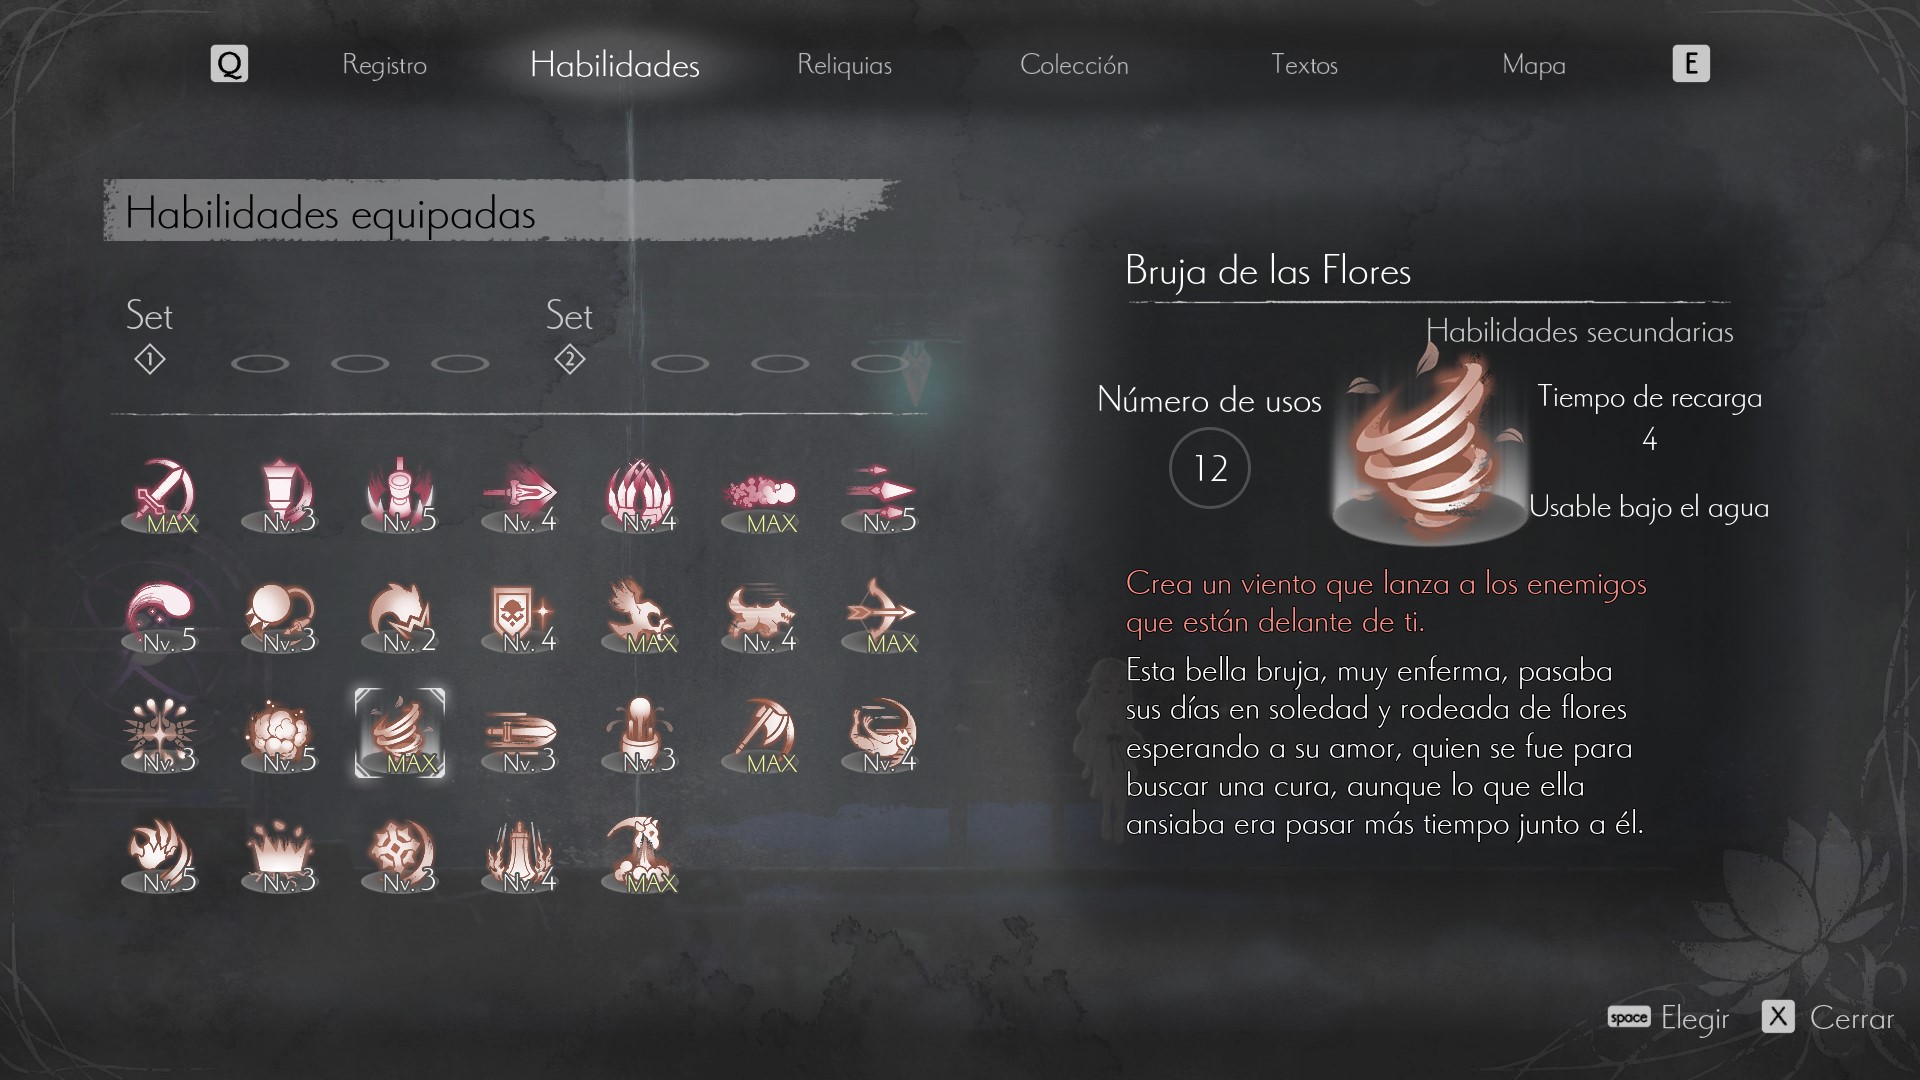 Q Registro Habilidades Reliquias Colección Textos Mapa E
Habilidades equipadas
Set Set
1 2
MAX Nv. 3 Nv. 5 Nv. 4 Nv. 4 MAX Nv. 5
Nv. 5 Nv. 3 Nv. 2 Nv. 4 MAX Nv. 4 MAX
Nv. 3 Nv. 5 MAX Nv. 3 Nv. 3 MAX Nv. 4
Nv. 5 Nv. 3 Nv. 3 Nv. 4 MAX
Bruja de las Flores
Habilidades secundarias
Número de usos
12
Tiempo de recarga
4
Usable bajo el agua
Crea un viento que lanza a los enemigos
que están delante de ti.
Esta bella bruja, muy enferma, pasaba
sus días en soledad y rodeada de flores
esperando a su amor, quien se fue para
buscar una cura, aunque lo que ella
ansiaba era pasar más tiempo junto a él.
space Elegir X Cerrar